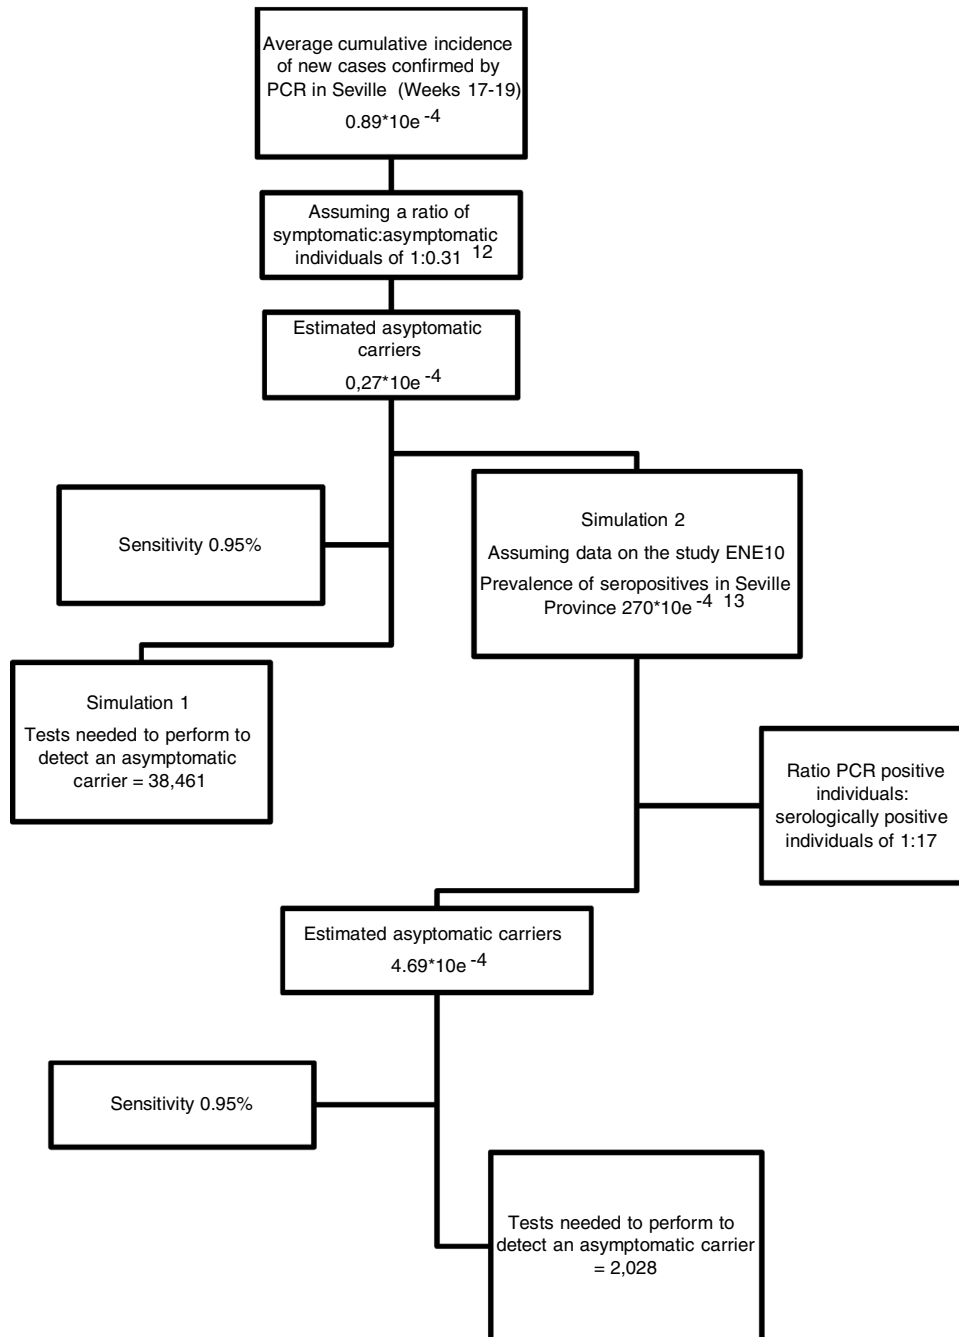 Average cumulative incidence
of new cases confirmed by
PCR in Seville (Weeks 17-19)
0.89*10e -4
Assuming a ratio of
symptomatic:asymptomatic
individuals of 1:0.31 12
Estimated asyptomatic
carriers
0,27*10e -4
Sensitivity 0.95%
Simulation 2
Assuming data on the study ENE10
Prevalence of seropositives in Seville
Province 270*10e -4 13
Simulation 1
Tests needed to perform to
detect an asymptomatic
carrier = 38,461
Ratio PCR positive
individuals:
serologically positive
individuals of 1:17
Estimated asyptomatic carriers
4.69*10e -4
Sensitivity 0.95%
Tests needed to perform to
detect an asymptomatic carrier
= 2,028